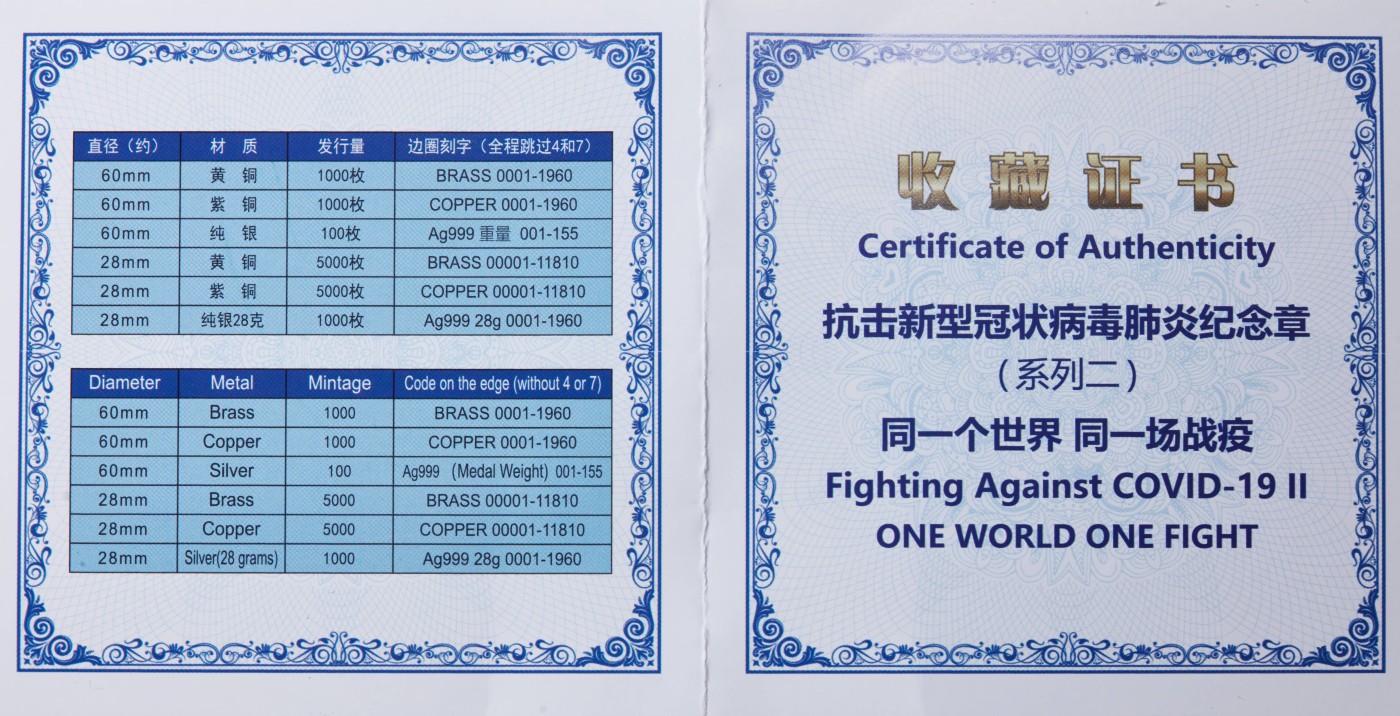 直径（约） 材 质 发行量 边圈刻字（全程跳过4和7）
60mm 黄 铜 1000枚 BRASS 0001-1960
60mm 紫 铜 1000枚 COPPER 0001-1960
60mm 纯 银 100枚 Ag999 重量 001-155
28mm 黄 铜 5000枚 BRASS 00001-11810
28mm 紫 铜 5000枚 COPPER 00001-11810
28mm 纯银28克 1000枚 Ag999 28g 0001-1960
Diameter Metal Mintage Code on the edge (without 4 or 7)
60mm Brass 1000 BRASS 0001-1960
60mm Copper 1000 COPPER 0001-1960
60mm Silver 100 Ag999 (Medal Weight) 001-155
28mm Brass 5000 BRASS 00001-11810
28mm Copper 5000 COPPER 00001-11810
28mm Silver(28 grams) 1000 Ag999 28g 0001-1960
收藏证书
Certificate of Authenticity
抗击新型冠状病毒肺炎纪念章
（系列二）
同一个世界 同一场战疫
Fighting Against COVID-19 II
ONE WORLD ONE FIGHT